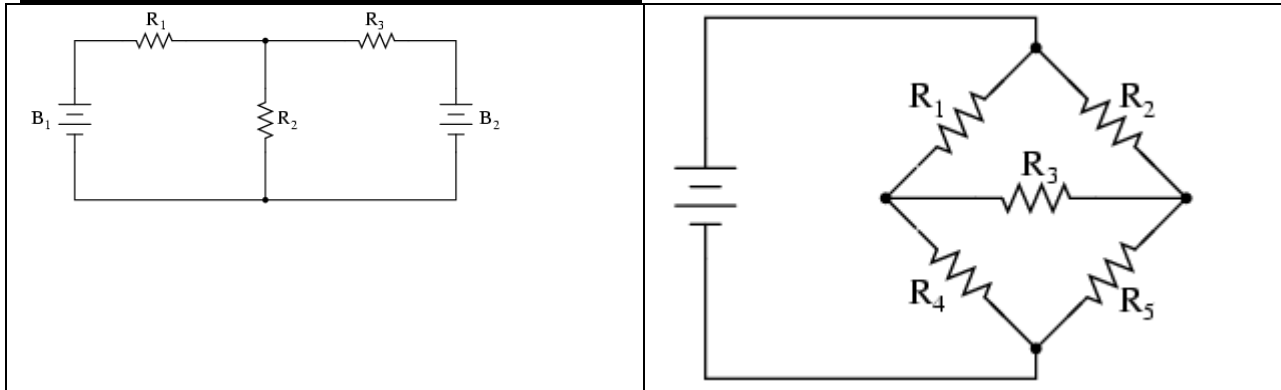 R₁ R₃
B₁ R₂ B₂
R₁ R₂
R₃
R₄ R₅